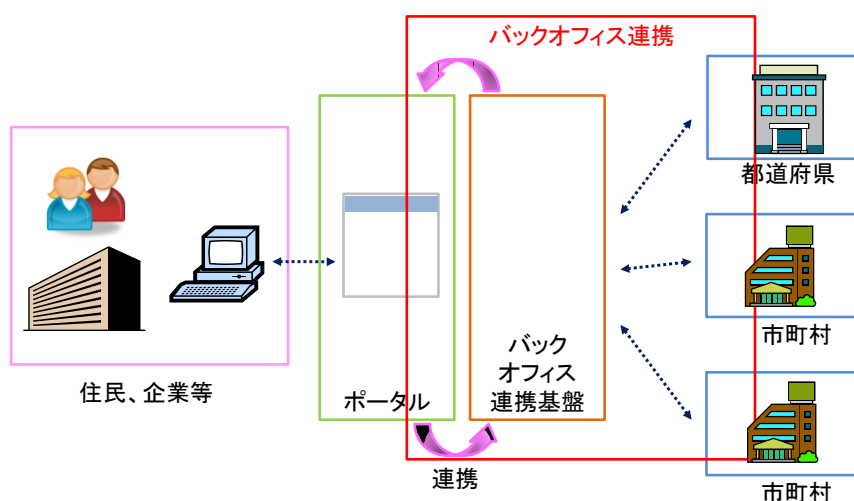 バックオフィス連携
都道府県
市町村
バック
オフィス
連携基盤
住民、企業等
ポータル
連携
市町村